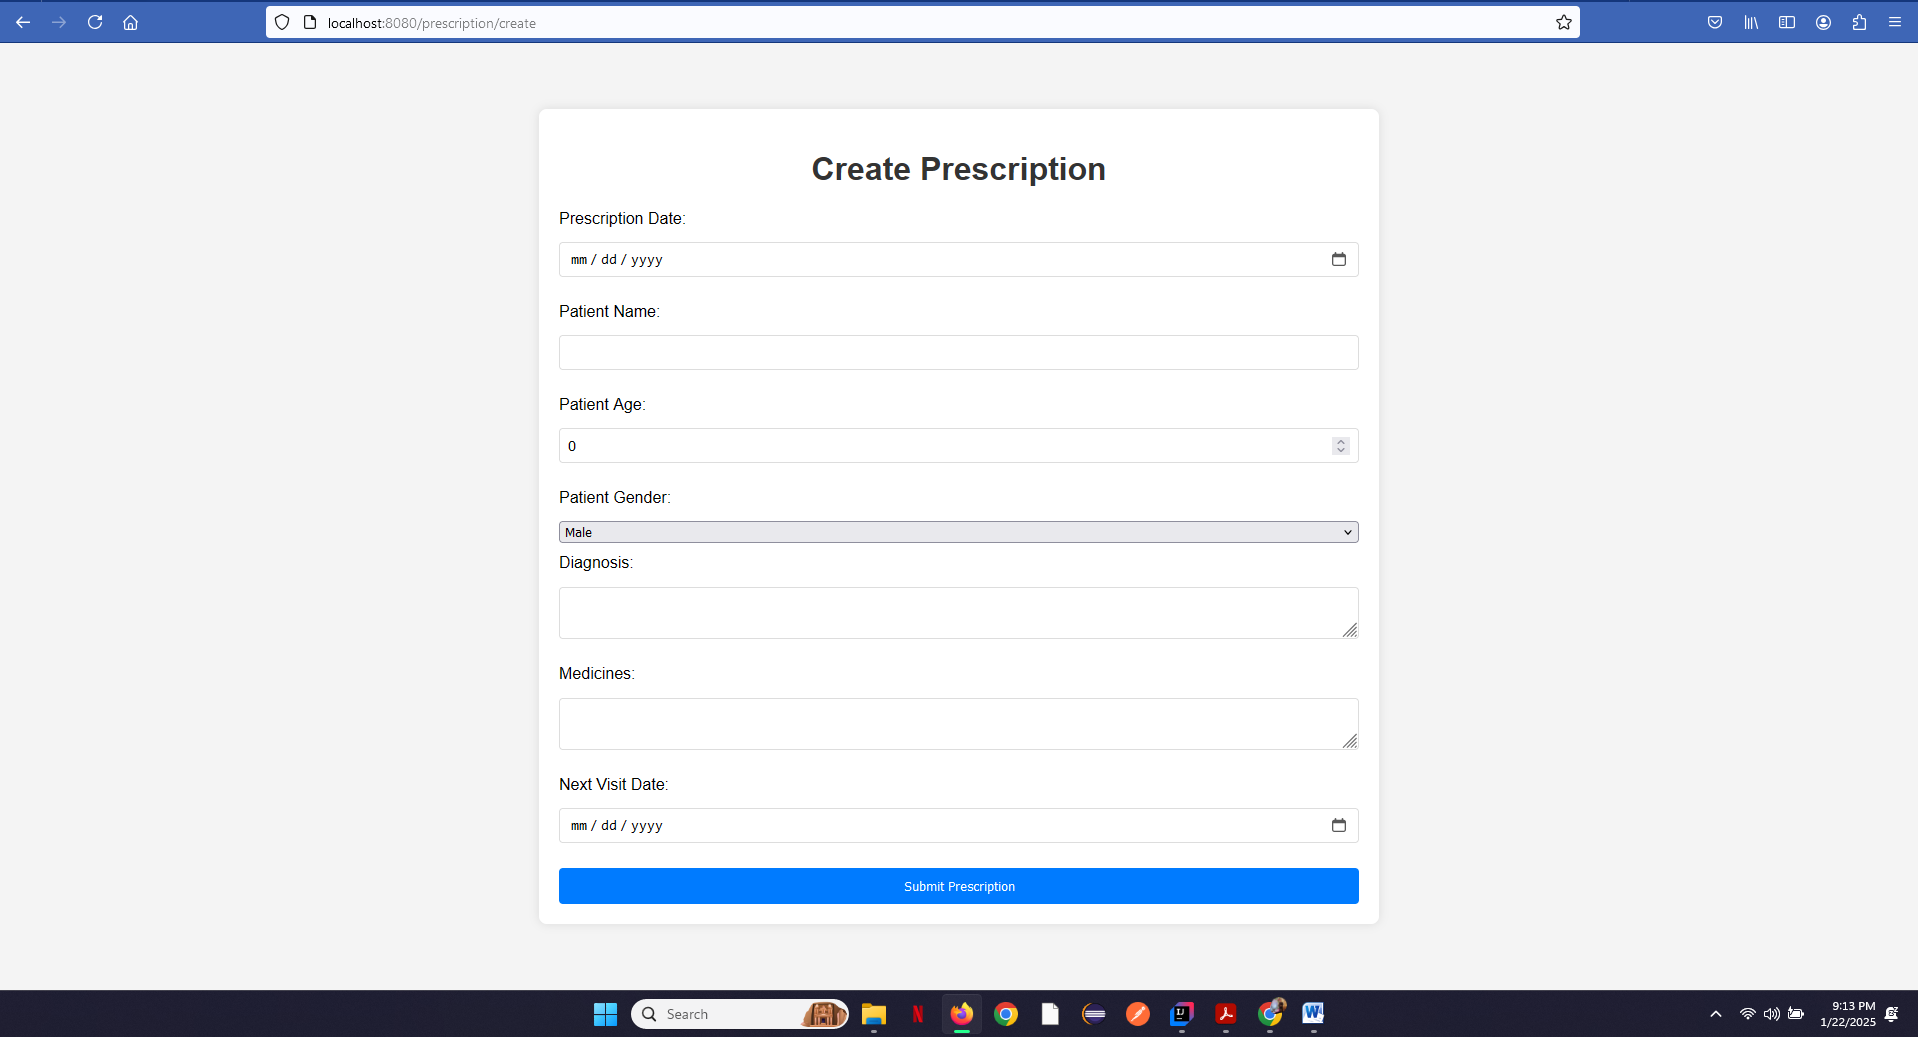 localhost:8080/prescription/create
Create Prescription
Prescription Date:
mm / dd / yyyy
Patient Name:
Patient Age:
0
Patient Gender:
Male
Diagnosis:
Medicines:
Next Visit Date:
mm / dd / yyyy
Submit Prescription
Search
9:13 PM
1/22/2025